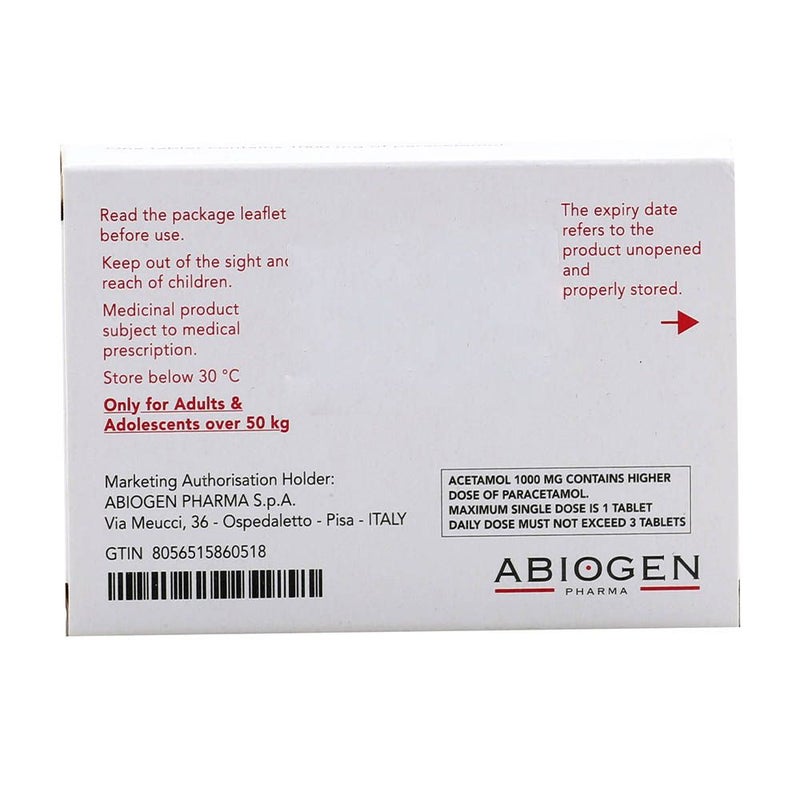 Read the package leaflet
before use.
Keep out of the sight and
reach of children.
Medicinal product
subject to medical
prescription.
Store below 30 °C
Only for Adults &
Adolescents over 50 kg
The expiry date
refers to the
product unopened
and
properly stored.
Marketing Authorisation Holder:
ABIOGEN PHARMA S.p.A.
Via Meucci, 36 - Ospedaletto - Pisa - ITALY
GTIN 8056515860518
ACETAMOL 1000 MG CONTAINS HIGHER
DOSE OF PARACETAMOL.
MAXIMUM SINGLE DOSE IS 1 TABLET
DAILY DOSE MUST NOT EXCEED 3 TABLETS
ABIOGEN
PHARMA